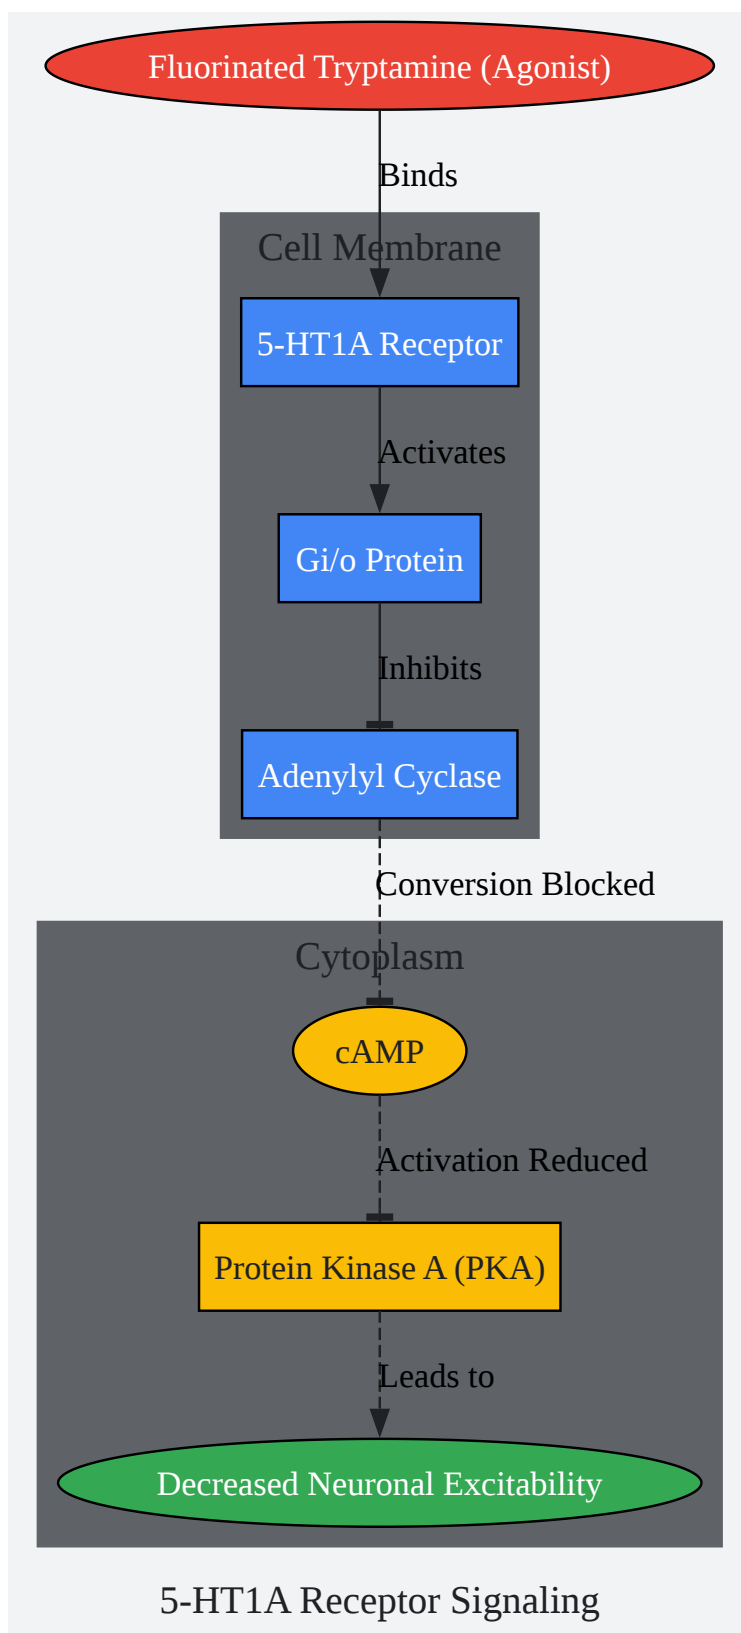 Fluorinated Tryptamine (Agonist)
Binds
Cell Membrane
5-HT1A Receptor
Activates
Gi/o Protein
Inhibits
Adenylyl Cyclase
Conversion Blocked
Cytoplasm
cAMP
Activation Reduced
Protein Kinase A (PKA)
Leads to
Decreased Neuronal Excitability
5-HT1A Receptor Signaling